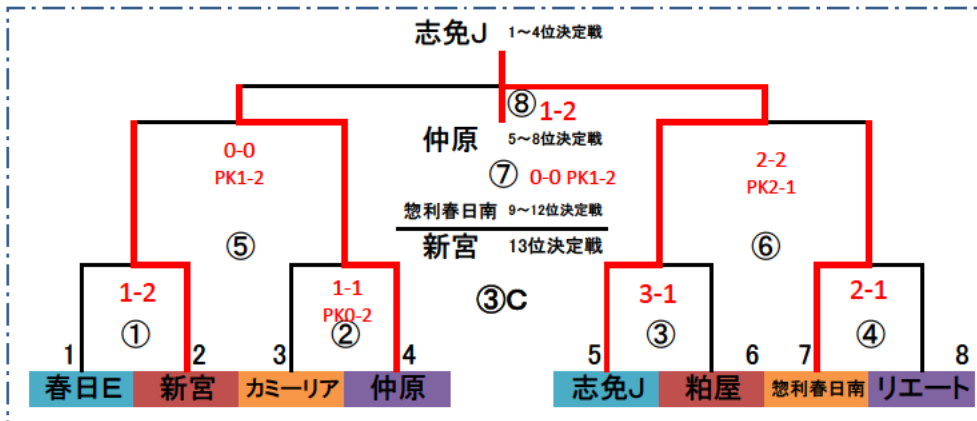 志免J 1～4位決定戦
⑧ 1-2
仲原 5～8位決定戦
0-0
PK1-2
2-2
PK2-1
⑦ 0-0 PK1-2
惣利春日南 9～12位決定戦
新宮 13位決定戦
⑤
⑥
③C
1-2
1-1
PK0-2
3-1
2-1
①
②
③
④
1 2 3 4 5 6 7 8
春日E 新宮 カミーリア 仲原 志免J 粕屋 惣利春日南 リエート